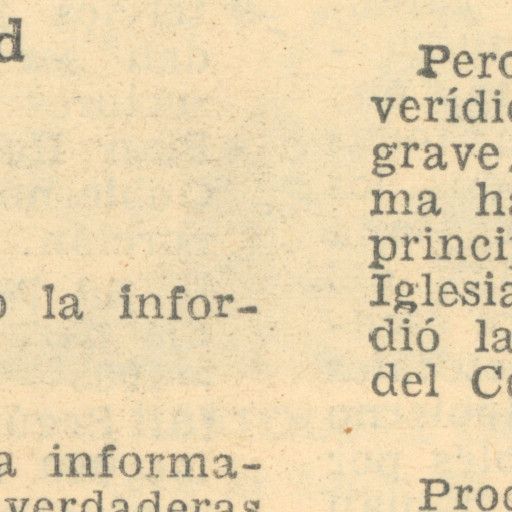 d
o la infor-
a informa-
verdaderas
Pero
verídic
grave,
ma ha
princip
Iglesia
dió la
del Co
Proc